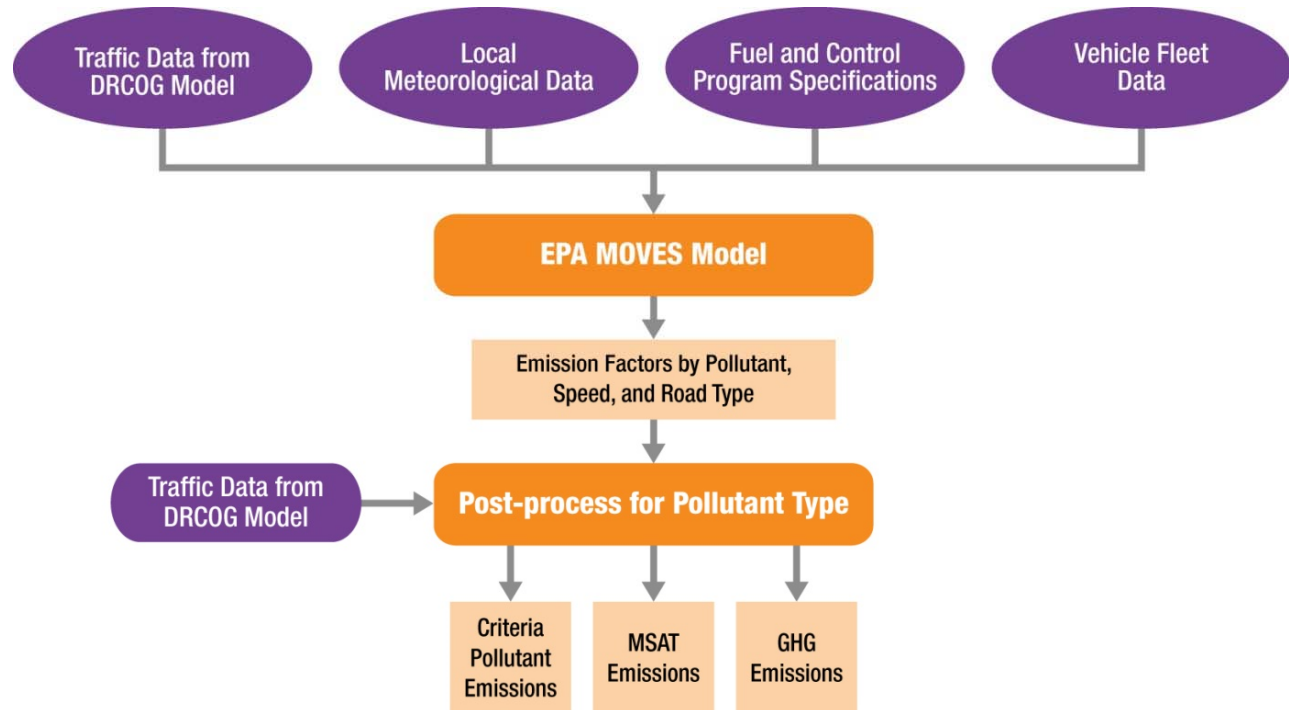 Traffic Data from
DRCOG Model
Local
Meteorological Data
Fuel and Control
Program Specifications
Vehicle Fleet
Data
EPA MOVES Model
Emission Factors by Pollutant,
Speed, and Road Type
Traffic Data from
DRCOG Model
Post-process for Pollutant Type
Criteria
Pollutant
Emissions
MSAT
Emissions
GHG
Emissions